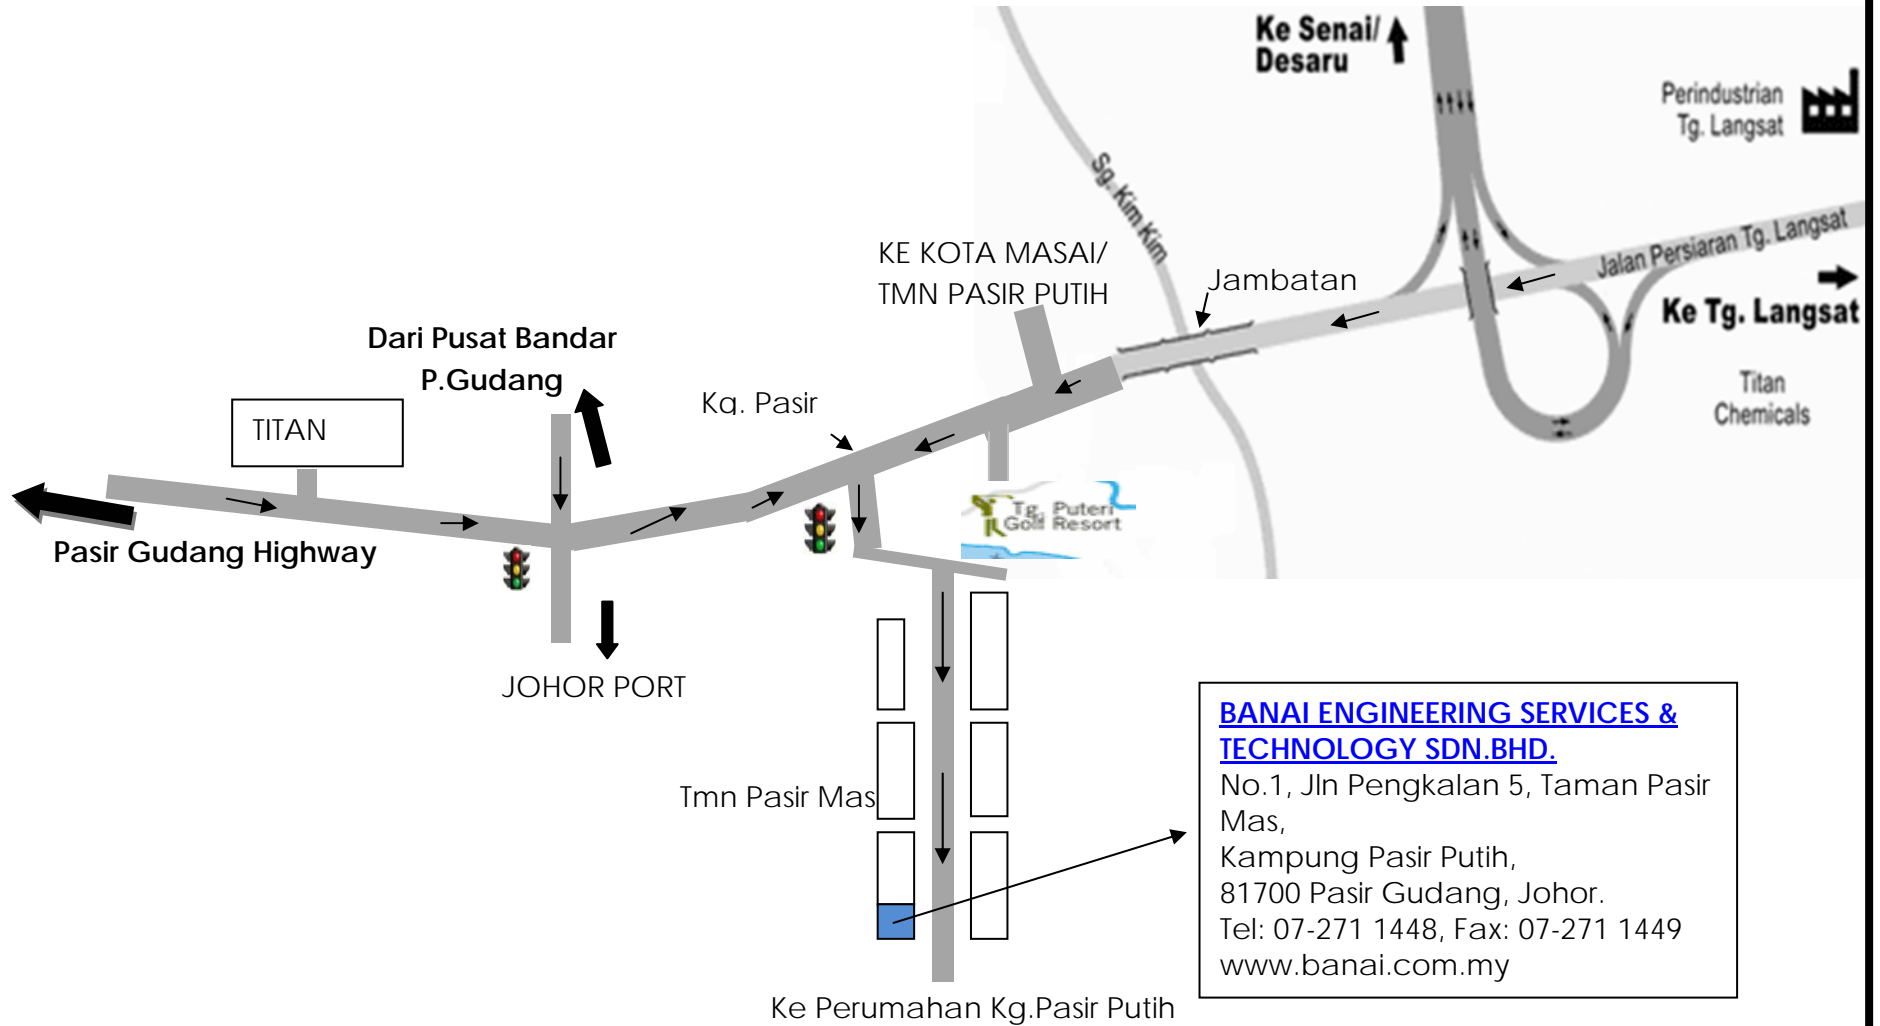 Ke Senai/
Desaru
Perindustrian
Tg. Langsat
Sg. Kim Kim
Jalan Persiaran Tg. Langsat
KE KOTA MASAI/
TMN PASIR PUTIH
Jambatan
Ke Tg. Langsat
Dari Pusat Bandar
P.Gudang
Kg. Pasir
Titan
Chemicals
TITAN
Tg. Puteri
Golf Resort
Pasir Gudang Highway
JOHOR PORT
BANAI ENGINEERING SERVICES &
TECHNOLOGY SDN.BHD.
No.1, Jln Pengkalan 5, Taman Pasir
Mas,
Kampung Pasir Putih,
81700 Pasir Gudang, Johor.
Tel: 07-271 1448, Fax: 07-271 1449
www.banai.com.my
Tmn Pasir Mas
Ke Perumahan Kg.Pasir Putih